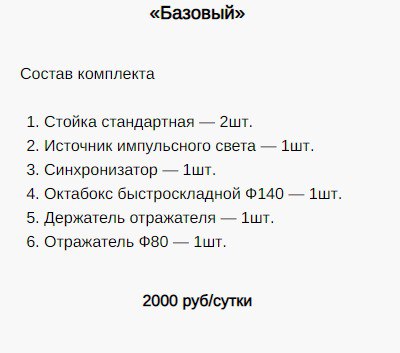 «Базовый»
Состав комплекта
1. Стойка стандартная — 2шт.
2. Источник импульсного света — 1шт.
3. Синхронизатор — 1шт.
4. Октабокс быстроскладной Ф140 — 1шт.
5. Держатель отражателя — 1шт.
6. Отражатель Ф80 — 1шт.
2000 руб/сутки